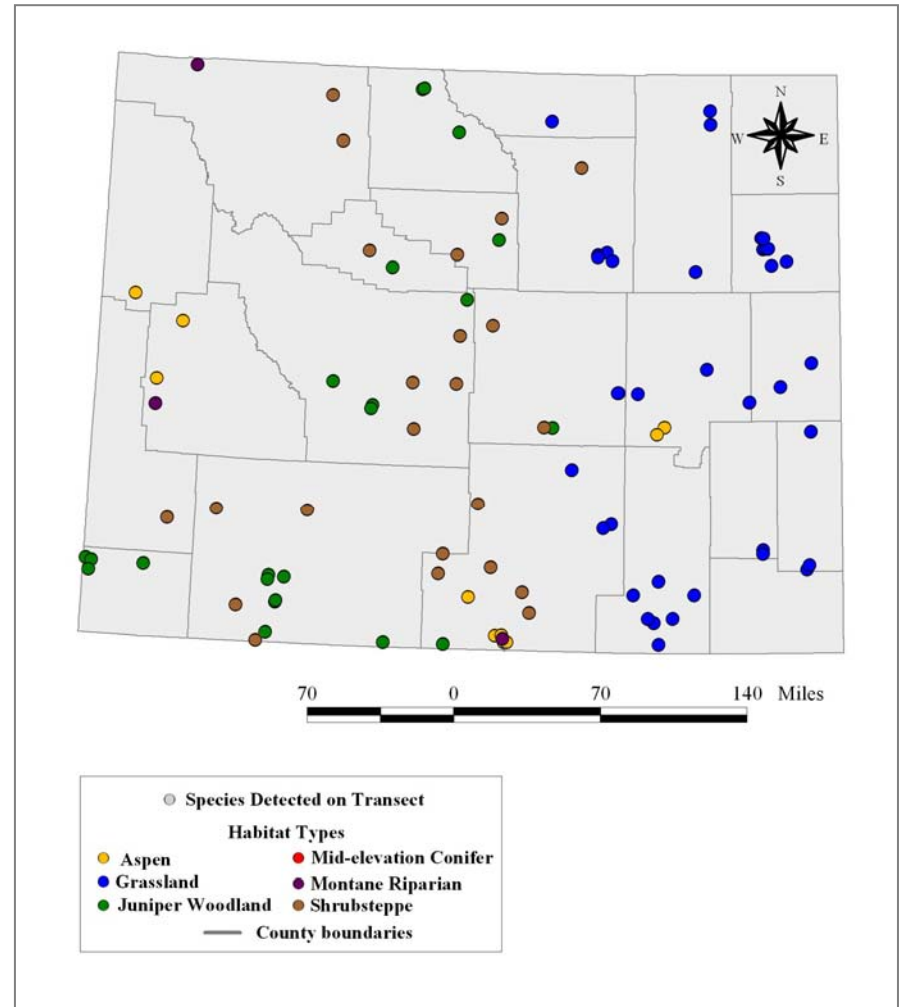 N
W E
S
70 0 70 140 Miles
Species Detected on Transect
Habitat Types
Aspen Mid-elevation Conifer
Grassland Montane Riparian
Juniper Woodland Shrubsteppe
County boundaries